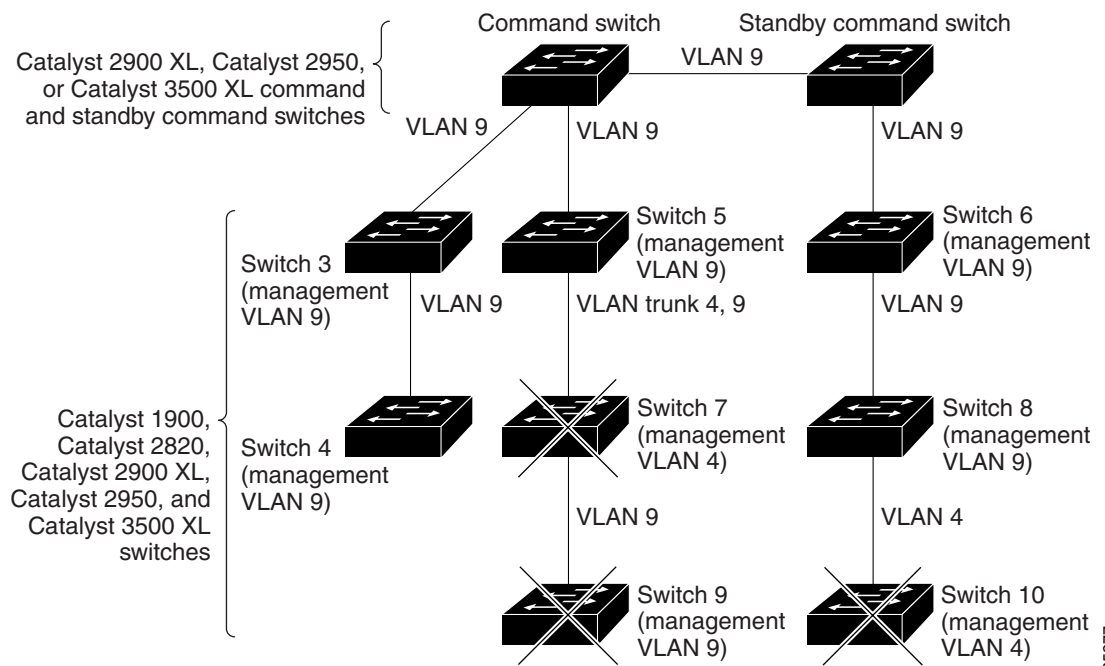 Command switch
Standby command switch
Catalyst 2900 XL, Catalyst 2950,
or Catalyst 3500 XL command
and standby command switches
VLAN 9
VLAN 9
VLAN 9
VLAN 9
Switch 3
(management
VLAN 9)
Switch 5
(management
VLAN 9)
Switch 6
(management
VLAN 9)
VLAN 9
VLAN trunk 4, 9
VLAN 9
Catalyst 1900,
Catalyst 2820,
Catalyst 2900 XL,
Catalyst 2950, and
Catalyst 3500 XL
switches
Switch 4
(management
VLAN 9)
Switch 7
(management
VLAN 4)
Switch 8
(management
VLAN 9)
VLAN 9
VLAN 4
Switch 9
(management
VLAN 9)
Switch 10
(management
VLAN 4)